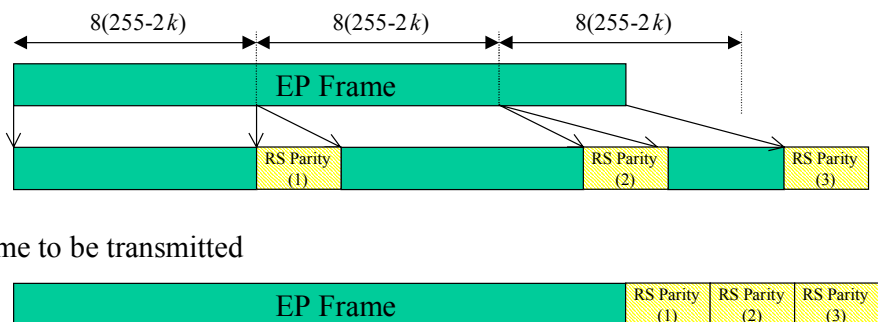 8(255-2k) 8(255-2k) 8(255-2k)
EP Frame
RS Parity (1) RS Parity (2) RS Parity (3)
me to be transmitted
EP Frame RS Parity (1) RS Parity (2) RS Parity (3)